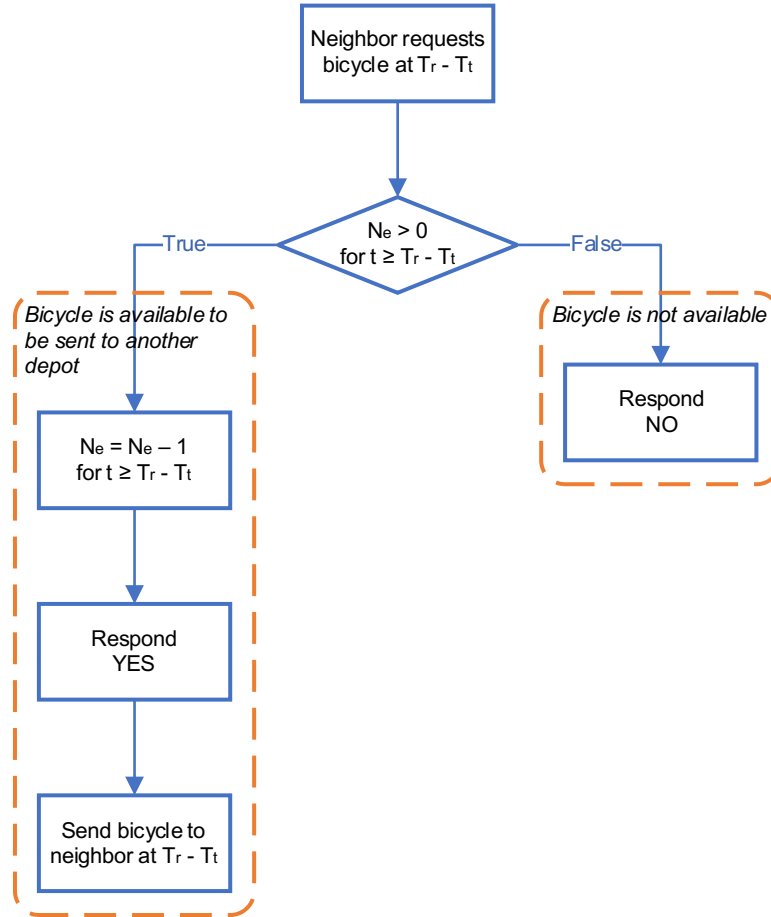 Neighbor requests
bicycle at Tr - Tt
Ne > 0
for t ≥ Tr - Tt
True
False
Bicycle is available to
be sent to another
depot
Bicycle is not available
Ne = Ne – 1
for t ≥ Tr - Tt
Respond
NO
Respond
YES
Send bicycle to
neighbor at Tr - Tt